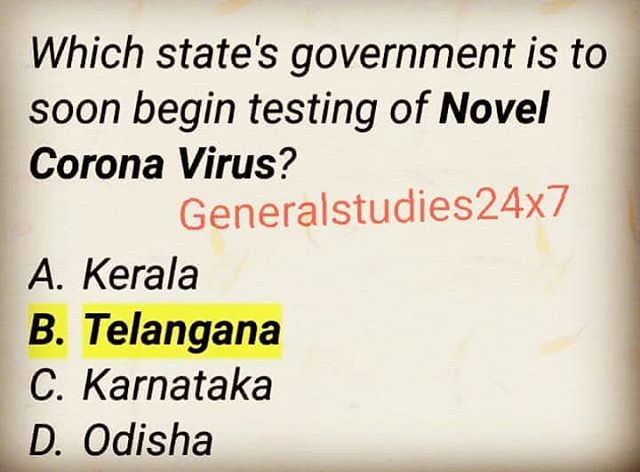 Which state's government is to
soon begin testing of Novel
Corona Virus?
Generalstudies24x7
A. Kerala
B. Telangana
C. Karnataka
D. Odisha